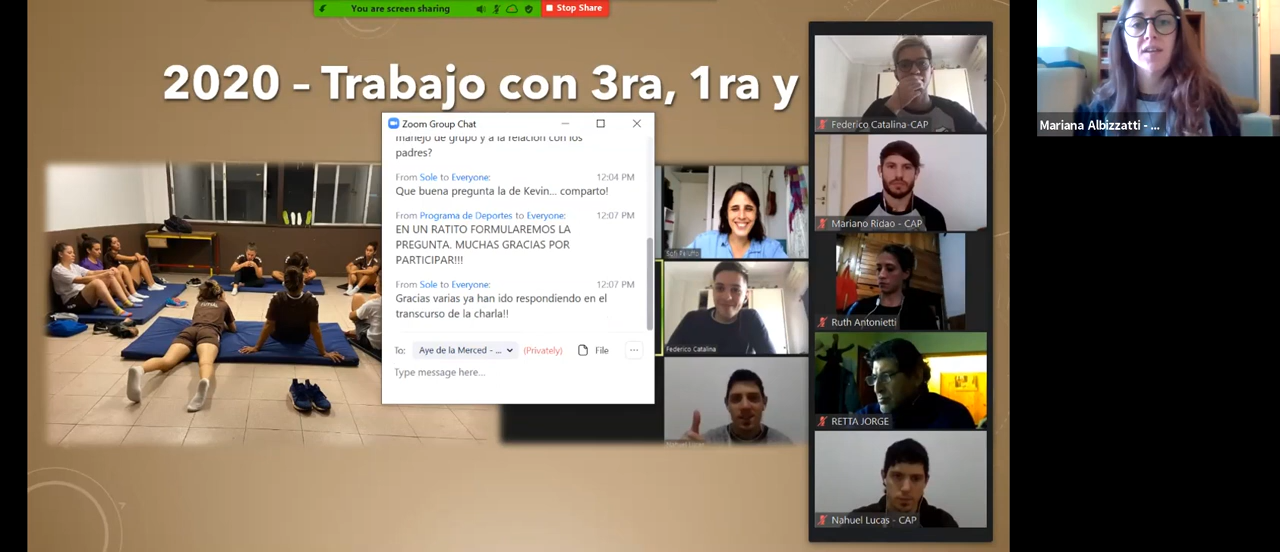 You are screen sharing
Stop Share
2020 – Trabajo con 3ra, 1ra y
Zoom Group Chat
manejo de grupo y a la relación con los
padres?
From Sole to Everyone: 12:04 PM
Que buena pregunta la de Kevin... comparto!
From Programa de Deportes to Everyone: 12:07 PM
EN UN RATITO FORMULAREMOS LA
PREGUNTA. MUCHAS GRACIAS POR
PARTICIPAR!!!
From Sole to Everyone: 12:07 PM
Gracias varias ya han ido respondiendo en el
transcurso de la charla!!
To: Aye de la Merced - ... (Privately) File
Type message here...
FUTSAL
Federico Catalina
Federico Catalina-CAP
Mariano Ridao - CAP
Ruth Antonietti
RETTA JORGE
Nahuel Lucas - CAP
Mariana Albizzatti - ...